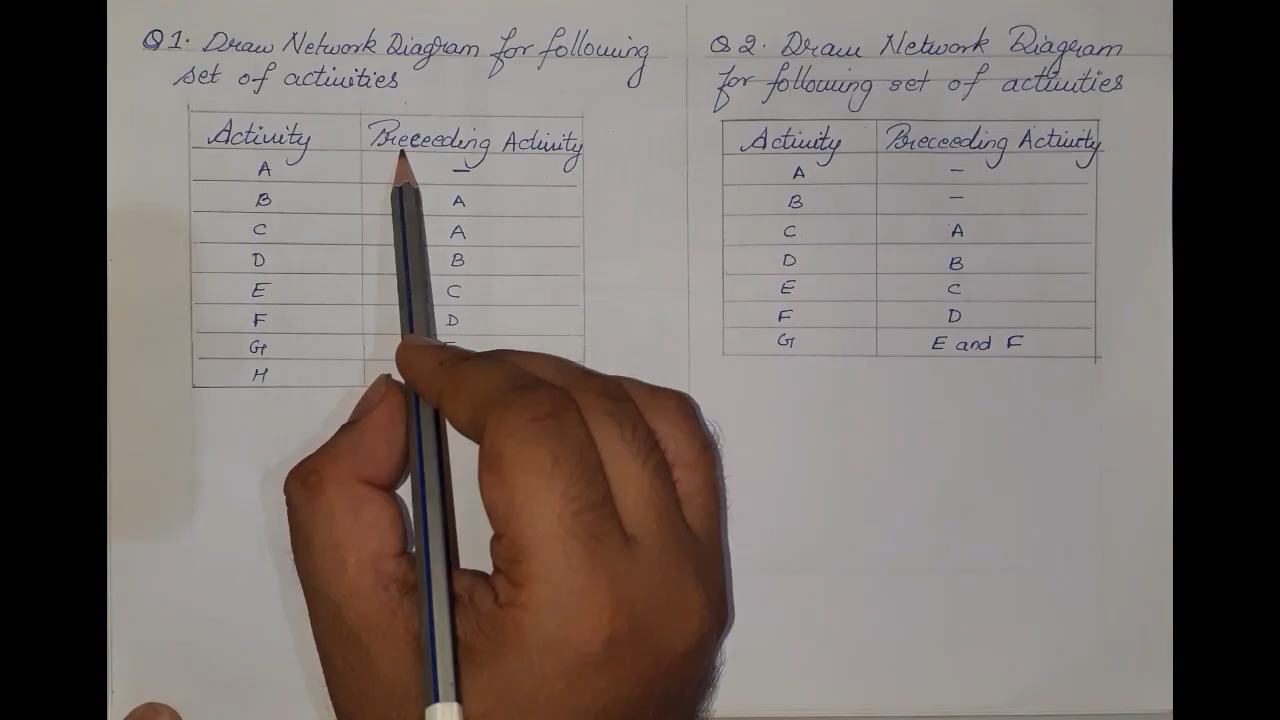 Q1. Draw Network Diagram for following
set of activities
Activity Preceeding Activity
A –
B A
C A
D B
E C
F D
G
H
Q2. Draw Network Diagram
for following set of activities
Activity Preceeding Activity
A –
B –
C A
D B
E C
F D
G E and F